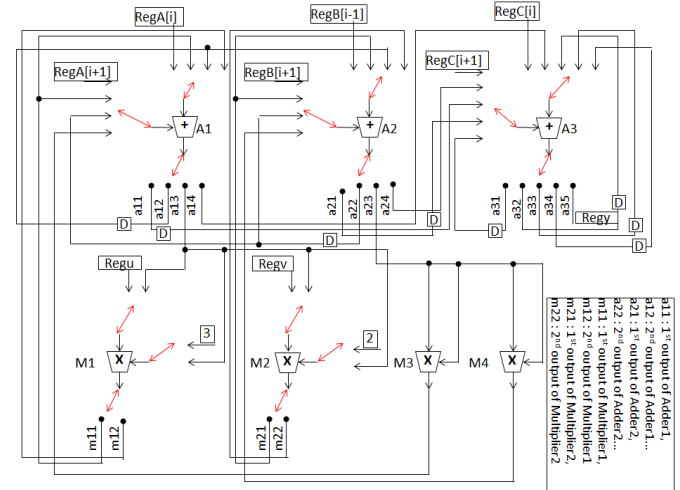 RegA[i]
RegB[i-1]
RegC[i]
RegA[i+1]
RegB[i+1]
RegC[i+1]
+
A1
+
A2
+
A3
a11
a12
a13
a14
a21
a22
a23
a24
a31
a32
a33
a34
a35
D
D
D
D
D
D
D
D
Regy
Regu
Regv
3
2
M1
X
M2
X
M3
X
M4
X
m11
m12
m21
m22
a11 : 1st output of Adder1,
a12 : 2nd output of Adder1...
a21 : 1st output of Adder2,
a22 : 2nd output of Adder2...
m11 : 1st output of Multiplier1,
m12 : 2nd output of Multiplier1
m21 : 1st output of Multiplier2,
m22 : 2nd output of Multiplier2